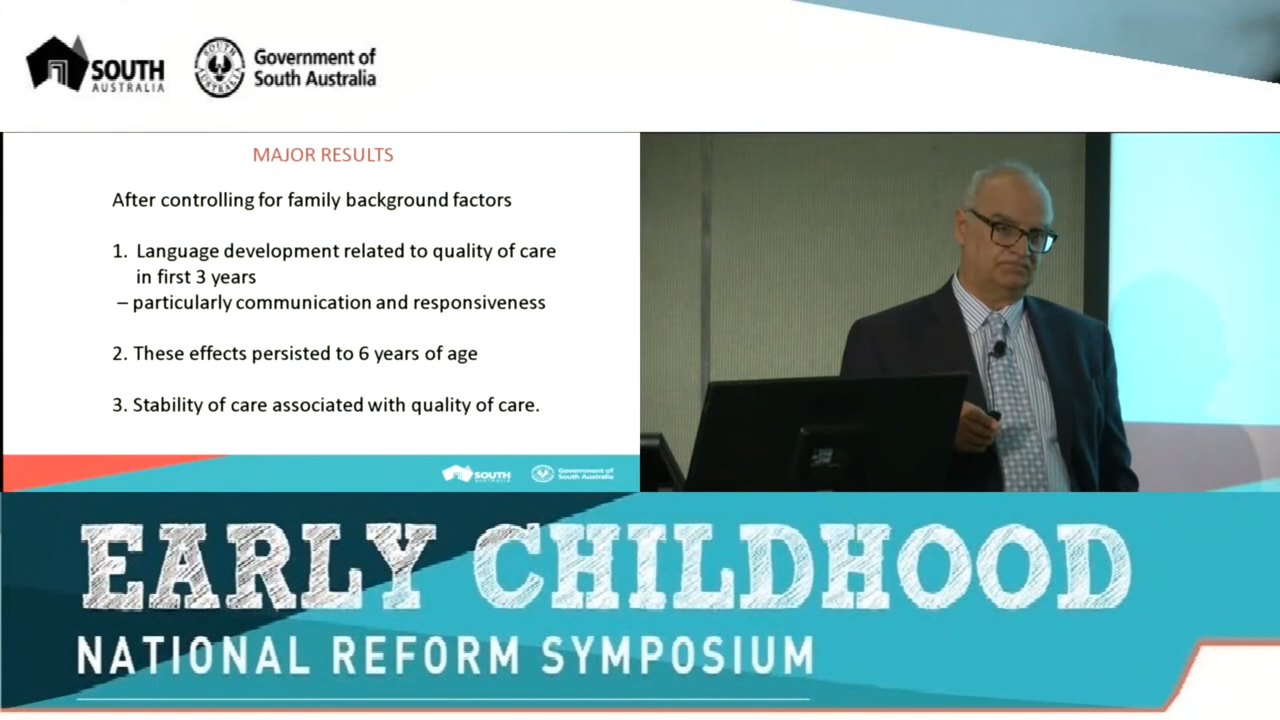 SOUTH
AUSTRALIA
Government of
South Australia
MAJOR RESULTS
After controlling for family background factors
1. Language development related to quality of care
in first 3 years
– particularly communication and responsiveness
2. These effects persisted to 6 years of age
3. Stability of care associated with quality of care.
SOUTH
AUSTRALIA
Government of
South Australia
EARLY CHILDHOOD
NATIONAL REFORM SYMPOSIUM